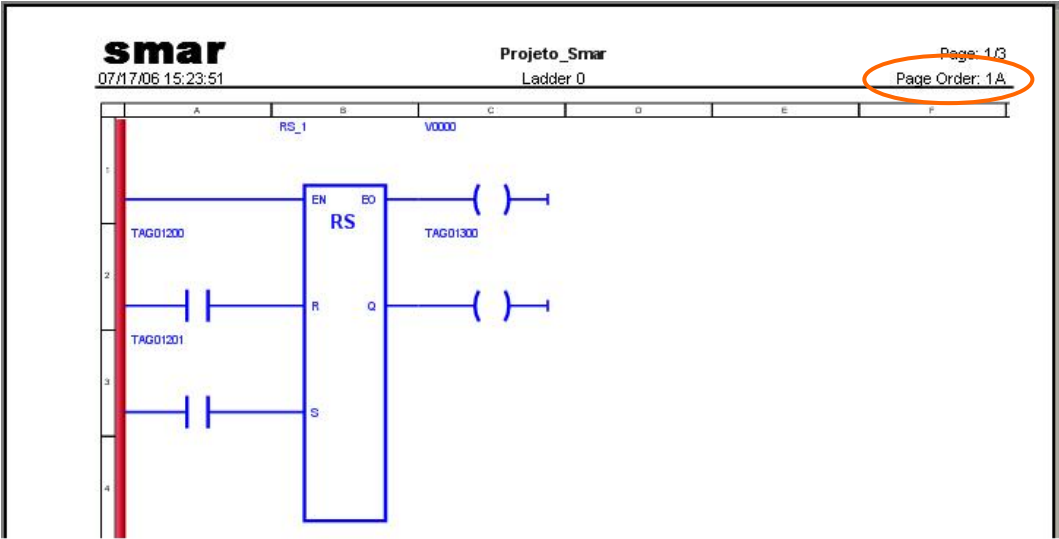 smar Projeto_Smar Page: 1/3
07/17/06 15:23:51 Ladder 0 Page Order: 1A
A B C D E F
RS_1 V0000
1
EN EO
RS
TAG01200 TAG01300
2
R Q
TAG01201
3
S
4